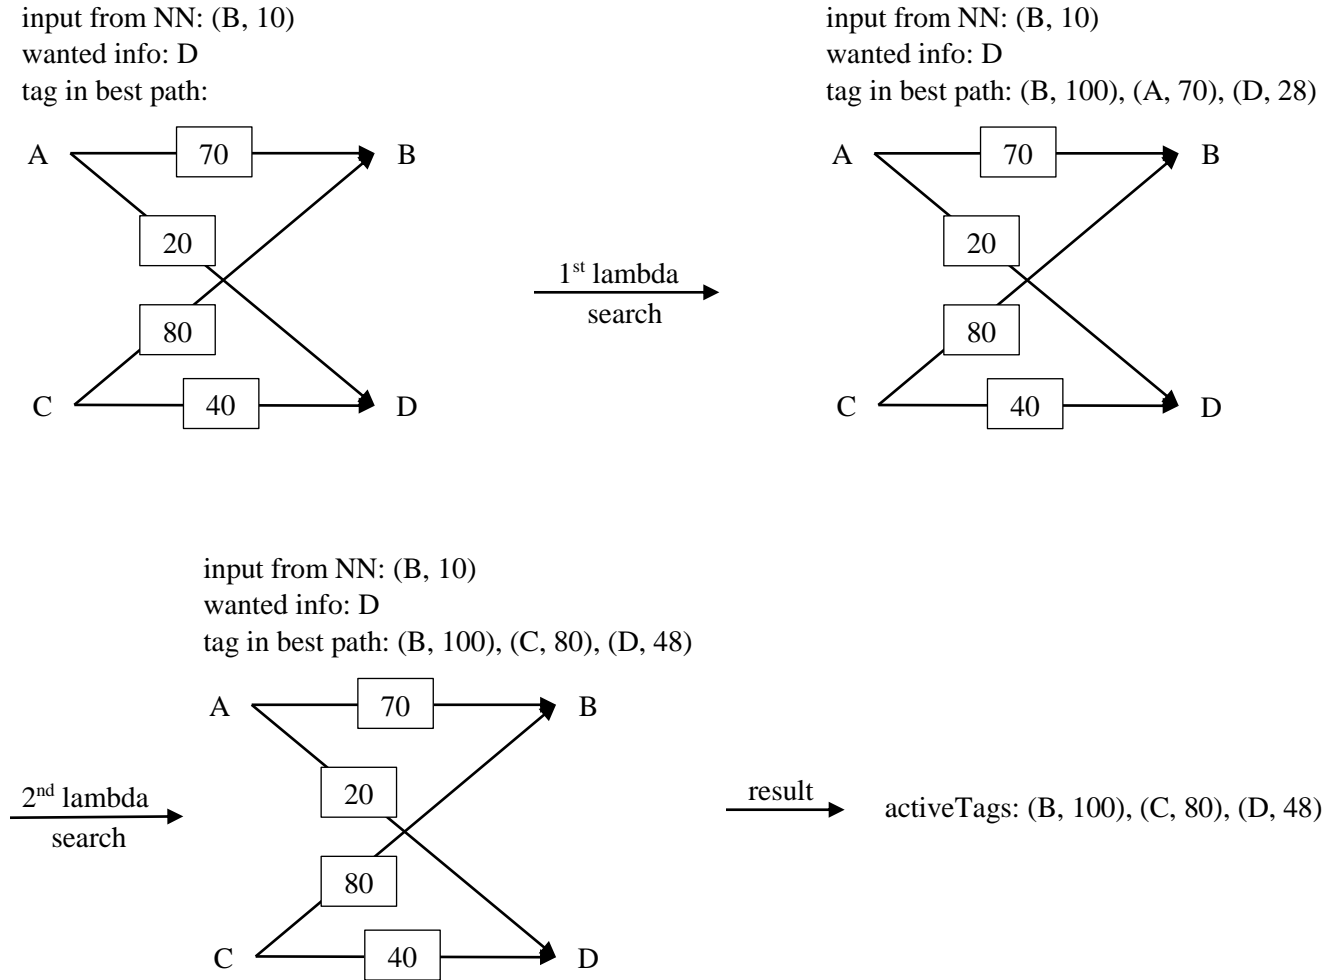 input from NN: (B, 10)
wanted info: D
tag in best path:
A 70 B
20
80
C 40 D
1st lambda
search
input from NN: (B, 10)
wanted info: D
tag in best path: (B, 100), (A, 70), (D, 28)
A 70 B
20
80
C 40 D
2nd lambda
search
input from NN: (B, 10)
wanted info: D
tag in best path: (B, 100), (C, 80), (D, 48)
A 70 B
20
80
C 40 D
result
activeTags: (B, 100), (C, 80), (D, 48)